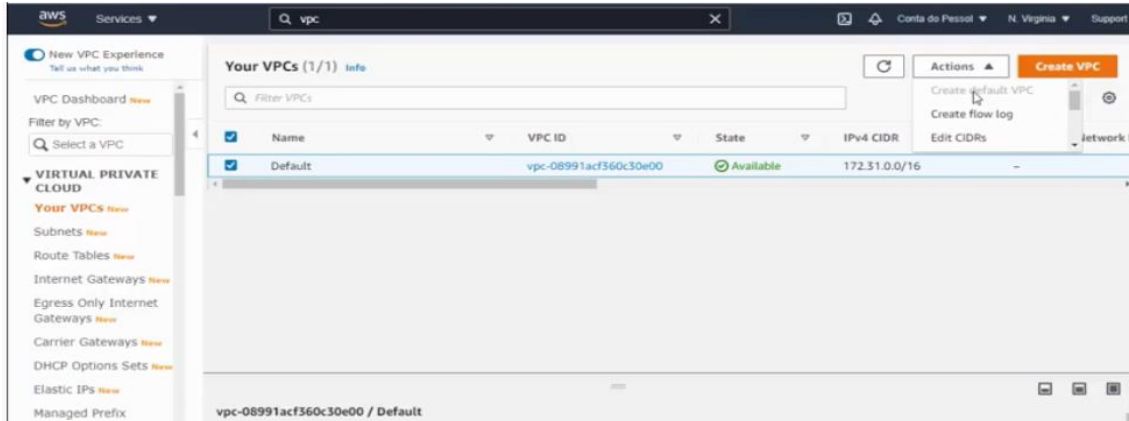 aws Services ▼ vpc Conta do Pessol ▼ N. Virginia ▼ Support
New VPC Experience
Tell us what you think
VPC Dashboard New
Filter by VPC:
Select a VPC
VIRTUAL PRIVATE
CLOUD
Your VPCs New
Subnets New
Route Tables New
Internet Gateways New
Egress Only Internet
Gateways New
Carrier Gateways New
DHCP Options Sets New
Elastic IPs New
Managed Prefix
Your VPCs (1/1) Info
Actions ▲ Create VPC
Filter VPCs
Create default VPC
Create flow log
Edit CIDRs
Name VPC ID State IPv4 CIDR
Default vpc-08991acf360c30e00 Available 172.31.0.0/16 –
vpc-08991acf360c30e00 / Default